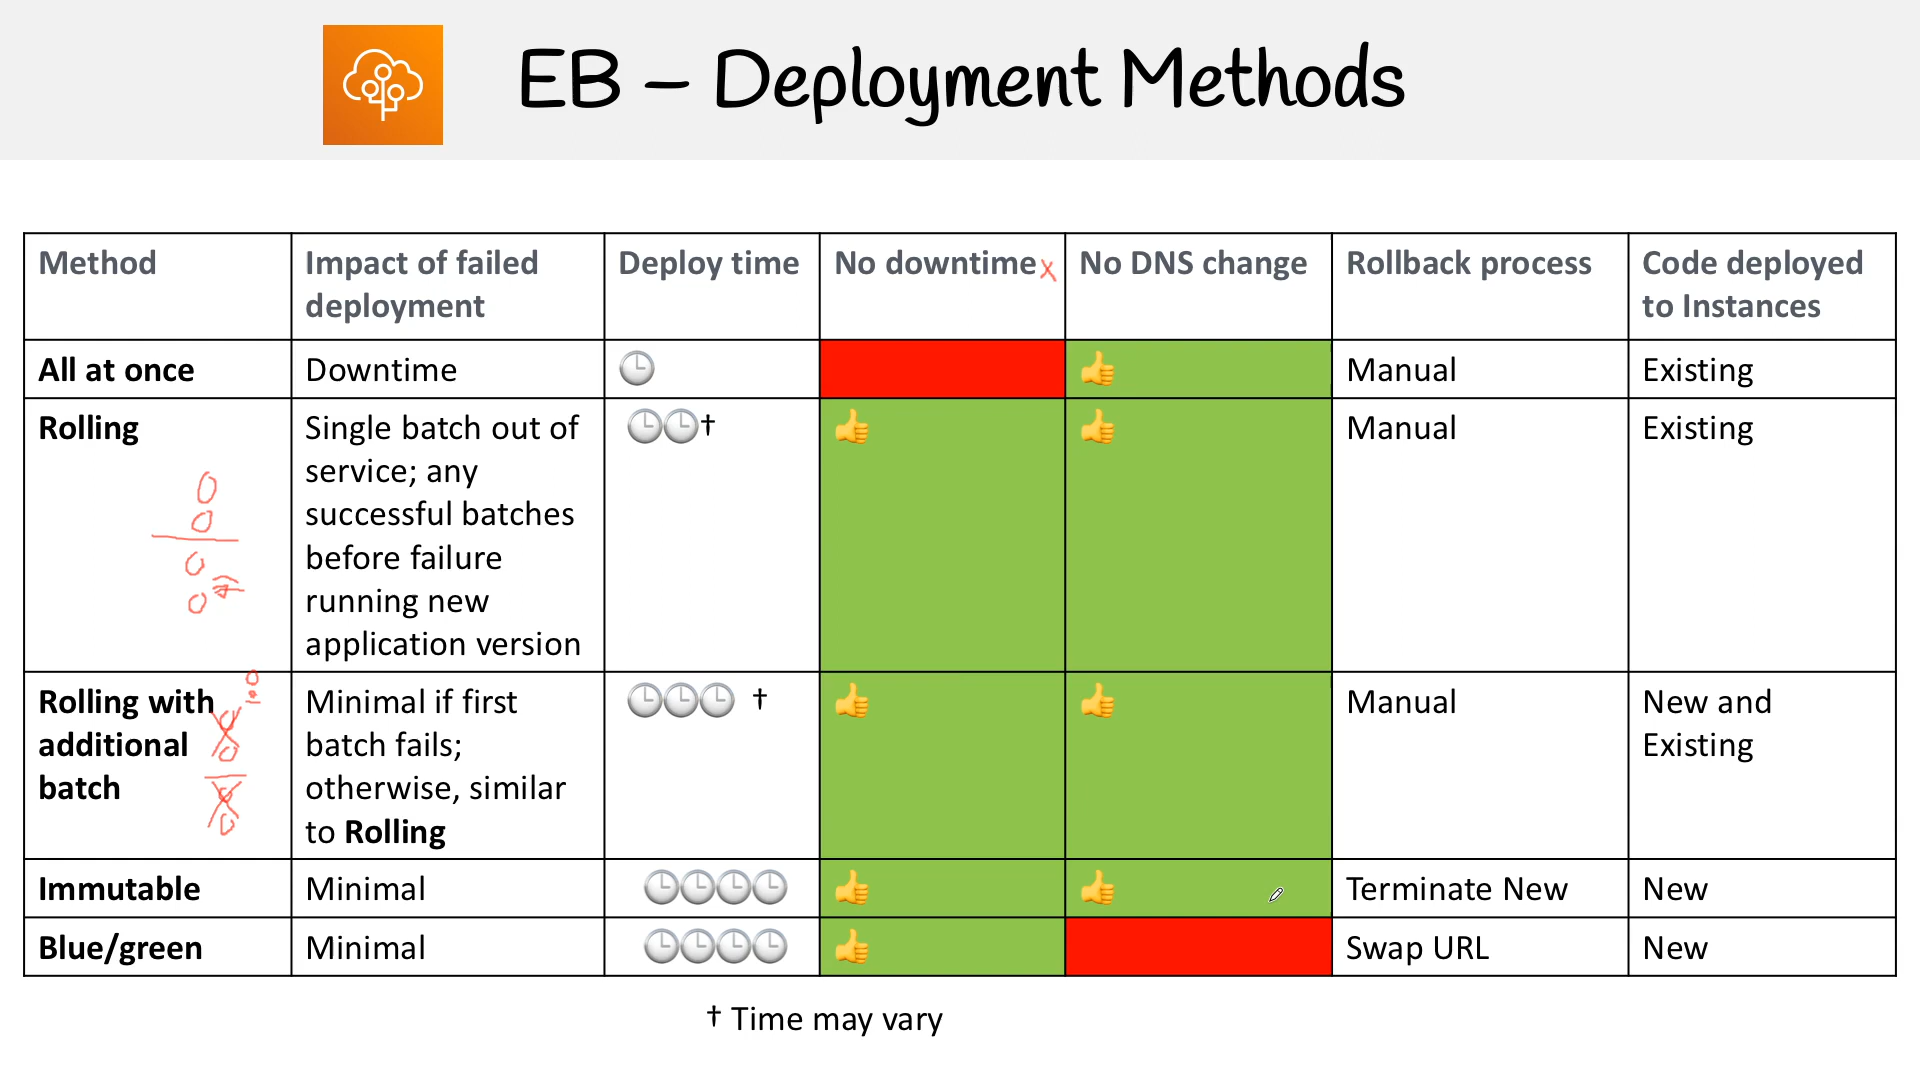 EB – Deployment Methods
Method
Impact of failed
deployment
Deploy time
No downtime
No DNS change
Rollback process
Code deployed
to Instances
All at once
Downtime
Manual
Existing
Rolling
Single batch out of
service; any
successful batches
before failure
running new
application version
†
Manual
Existing
Rolling with
additional
batch
Minimal if first
batch fails;
otherwise, similar
to Rolling
†
Manual
New and
Existing
Immutable
Minimal
Terminate New
New
Blue/green
Minimal
Swap URL
New
† Time may vary